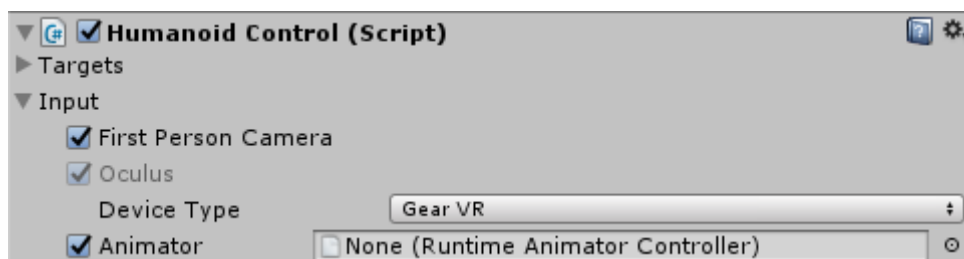 Humanoid Control (Script)
Targets
Input
First Person Camera
Oculus
Device Type Gear VR
Animator None (Runtime Animator Controller)